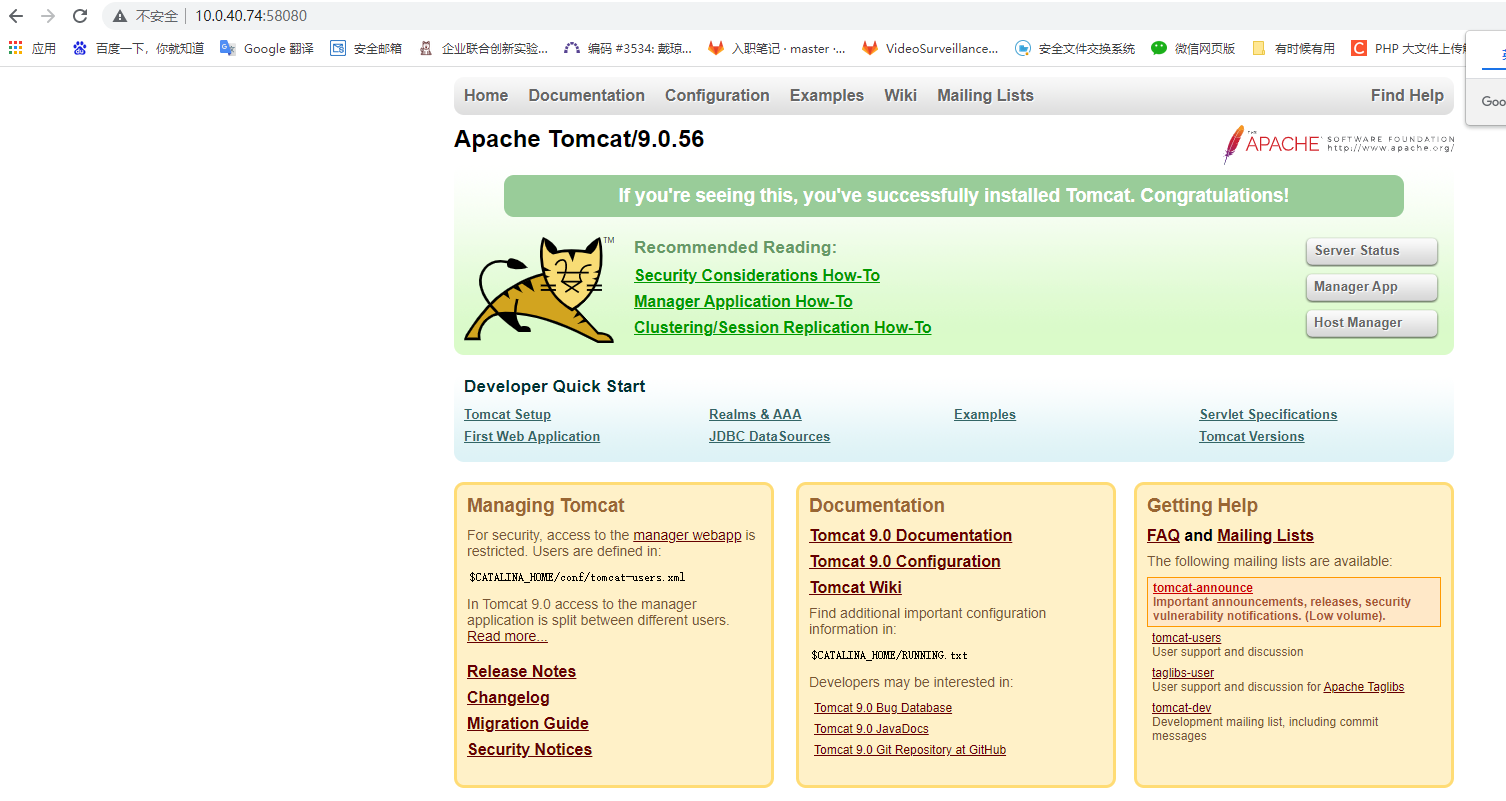 不安全 10.0.40.74:58080
应用 百度一下，你就知道 Google 翻译 安全邮箱 企业联合创新实验... 编码 #3534: 戴琼... 入职笔记 · master ·... VideoSurveillance... 安全文件交换系统 微信网页版 有时候有用 PHP 大文件上传
Goo
Home Documentation Configuration Examples Wiki Mailing Lists Find Help
Apache Tomcat/9.0.56
THE APACHE SOFTWARE FOUNDATION
http://www.apache.org/
If you're seeing this, you've successfully installed Tomcat. Congratulations!
TM
Recommended Reading:
Security Considerations How-To
Manager Application How-To
Clustering/Session Replication How-To
Server Status
Manager App
Host Manager
Developer Quick Start
Tomcat Setup Realms & AAA Examples Servlet Specifications
First Web Application JDBC DataSources Tomcat Versions
Managing Tomcat
For security, access to the manager webapp is
restricted. Users are defined in:
$CATALINA_HOME/conf/tomcat-users.xml
In Tomcat 9.0 access to the manager
application is split between different users.
Read more...
Release Notes
Changelog
Migration Guide
Security Notices
Documentation
Tomcat 9.0 Documentation
Tomcat 9.0 Configuration
Tomcat Wiki
Find additional important configuration
information in:
$CATALINA_HOME/RUNNING.txt
Developers may be interested in:
Tomcat 9.0 Bug Database
Tomcat 9.0 JavaDocs
Tomcat 9.0 Git Repository at GitHub
Getting Help
FAQ and Mailing Lists
The following mailing lists are available:
tomcat-announce
Important announcements, releases, security
vulnerability notifications. (Low volume).
tomcat-users
User support and discussion
taglibs-user
User support and discussion for Apache Taglibs
tomcat-dev
Development mailing list, including commit
messages